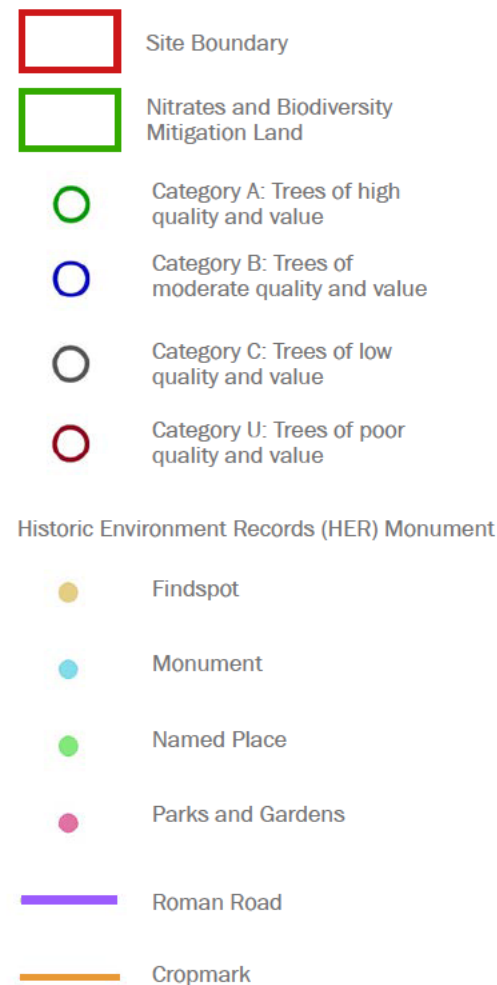 Site Boundary
Nitrates and Biodiversity
Mitigation Land
Category A: Trees of high
quality and value
Category B: Trees of
moderate quality and value
Category C: Trees of low
quality and value
Category U: Trees of poor
quality and value
Historic Environment Records (HER) Monument
Findspot
Monument
Named Place
Parks and Gardens
Roman Road
Cropmark